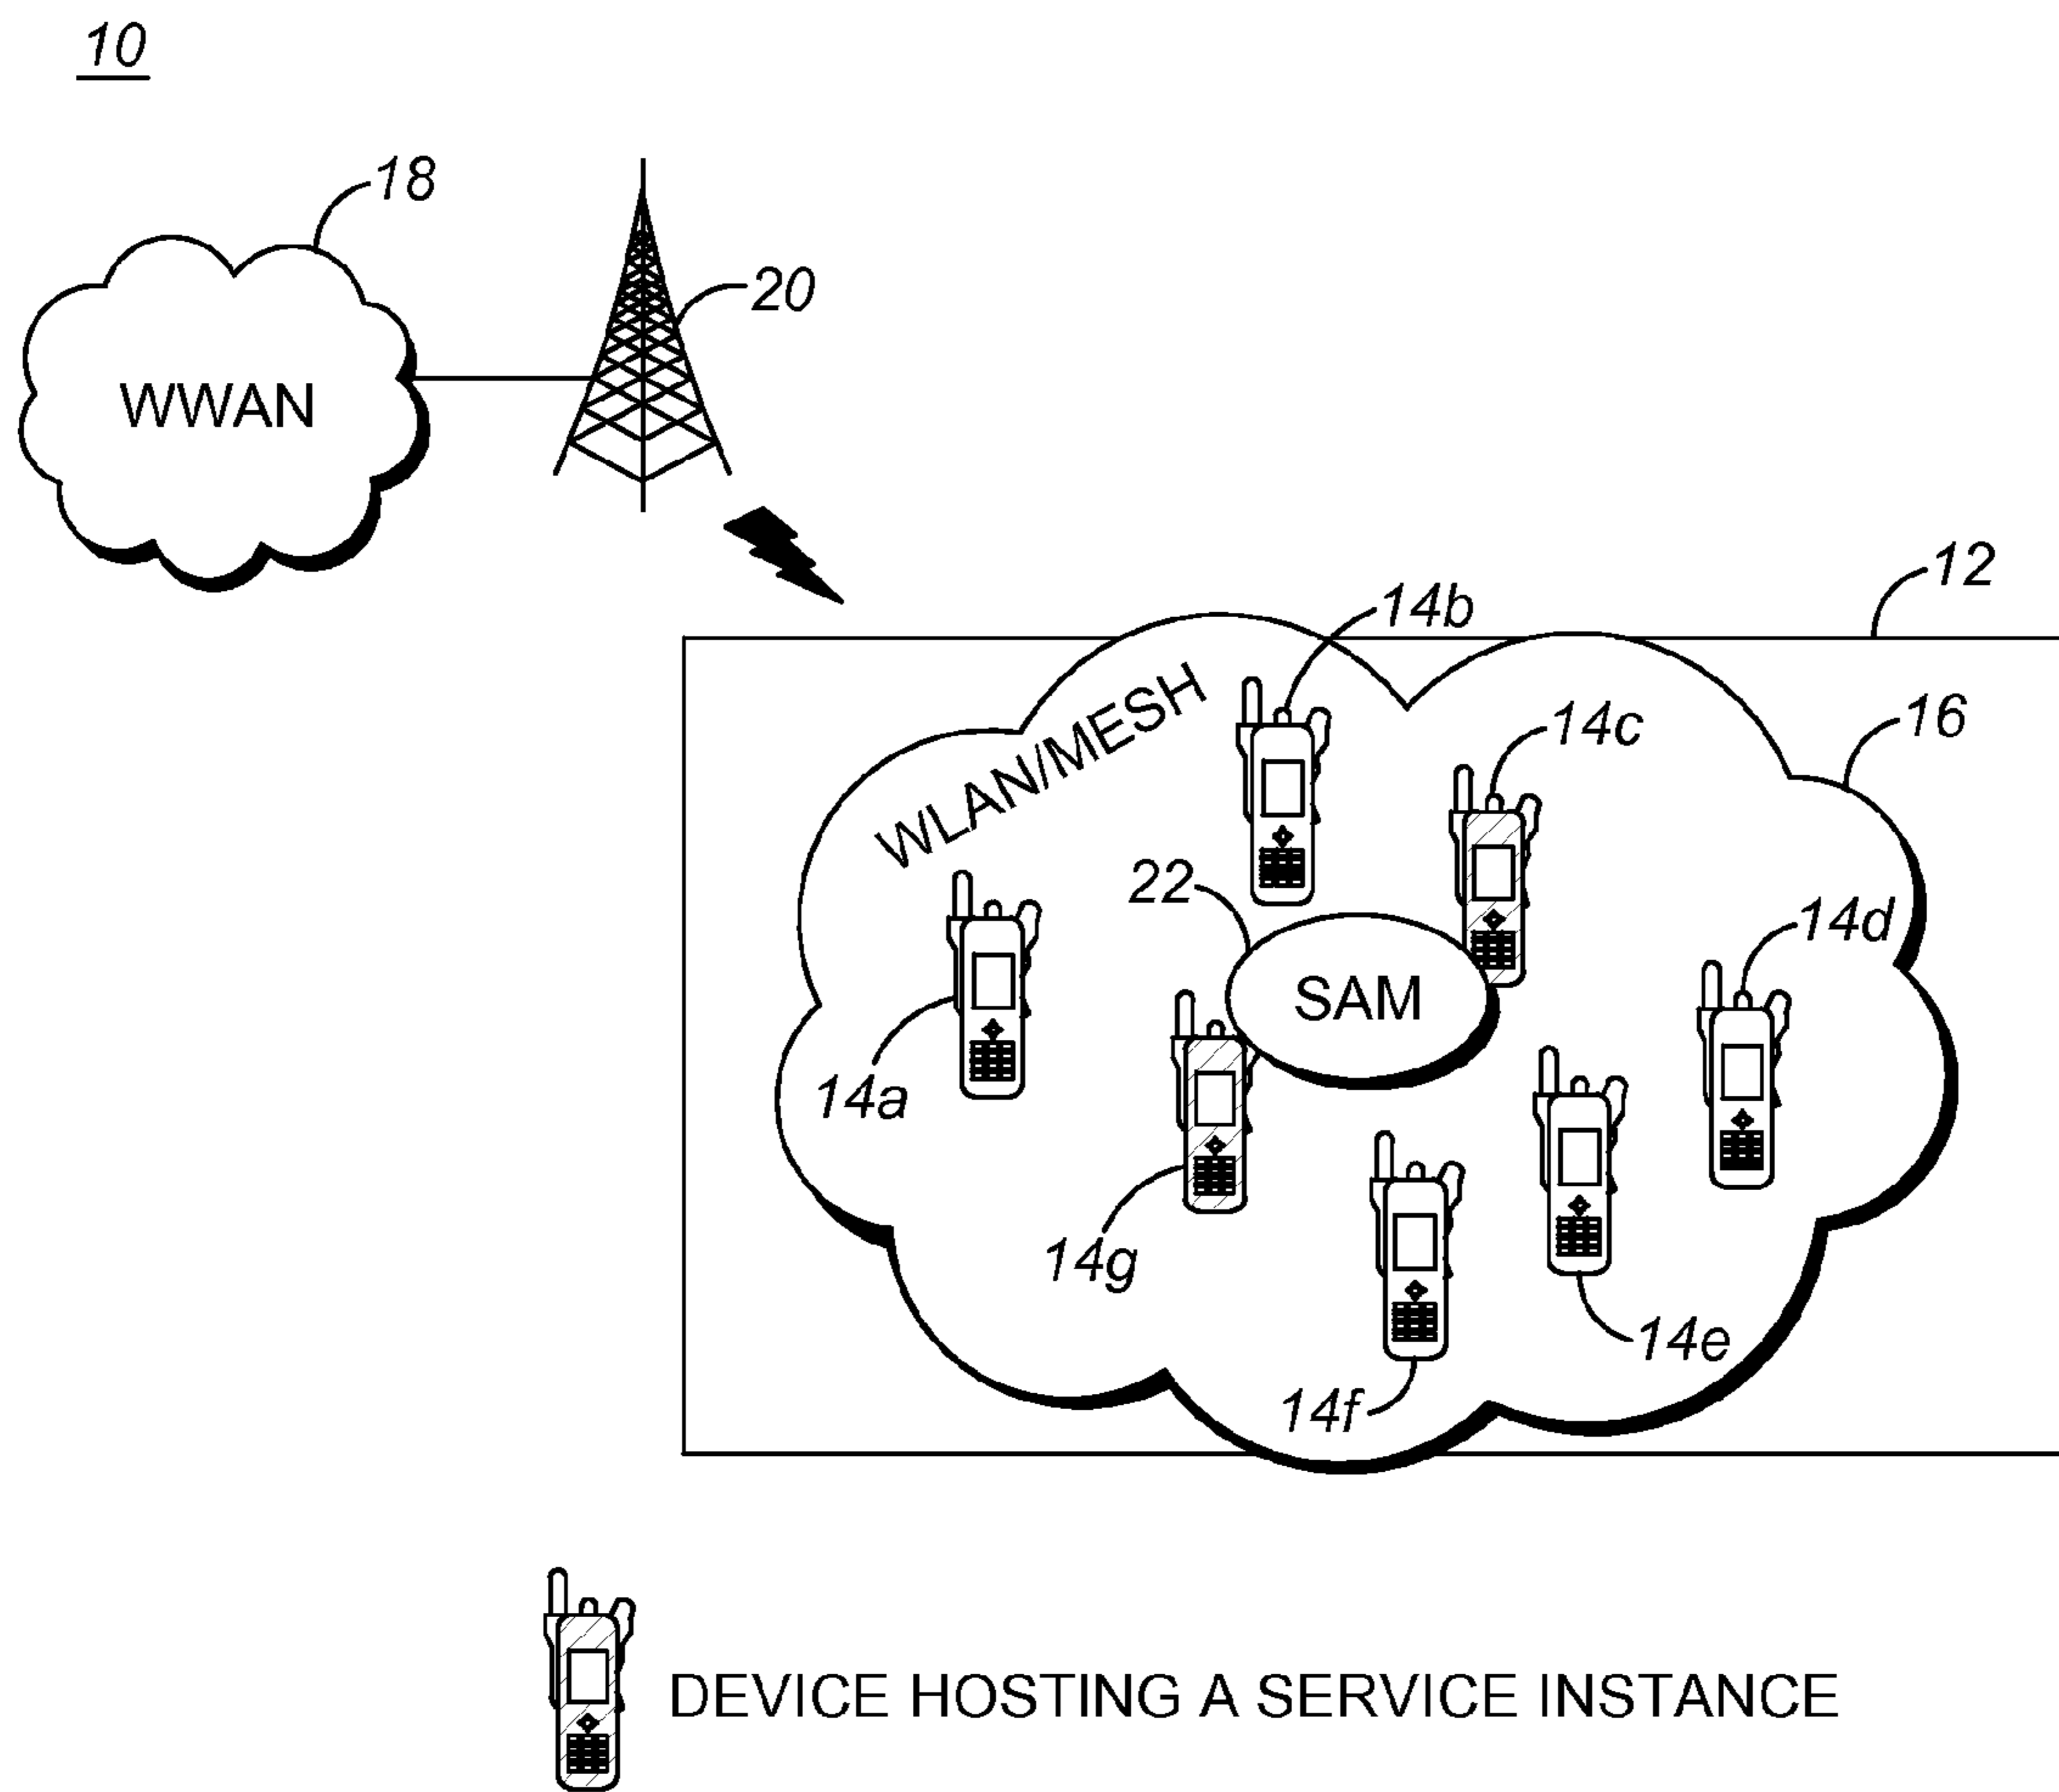 10
18
20
WWAN
12
14b
16
14c
WLAN/MESH
22
14d
SAM
14a
14g
14e
14f
DEVICE HOSTING A SERVICE INSTANCE